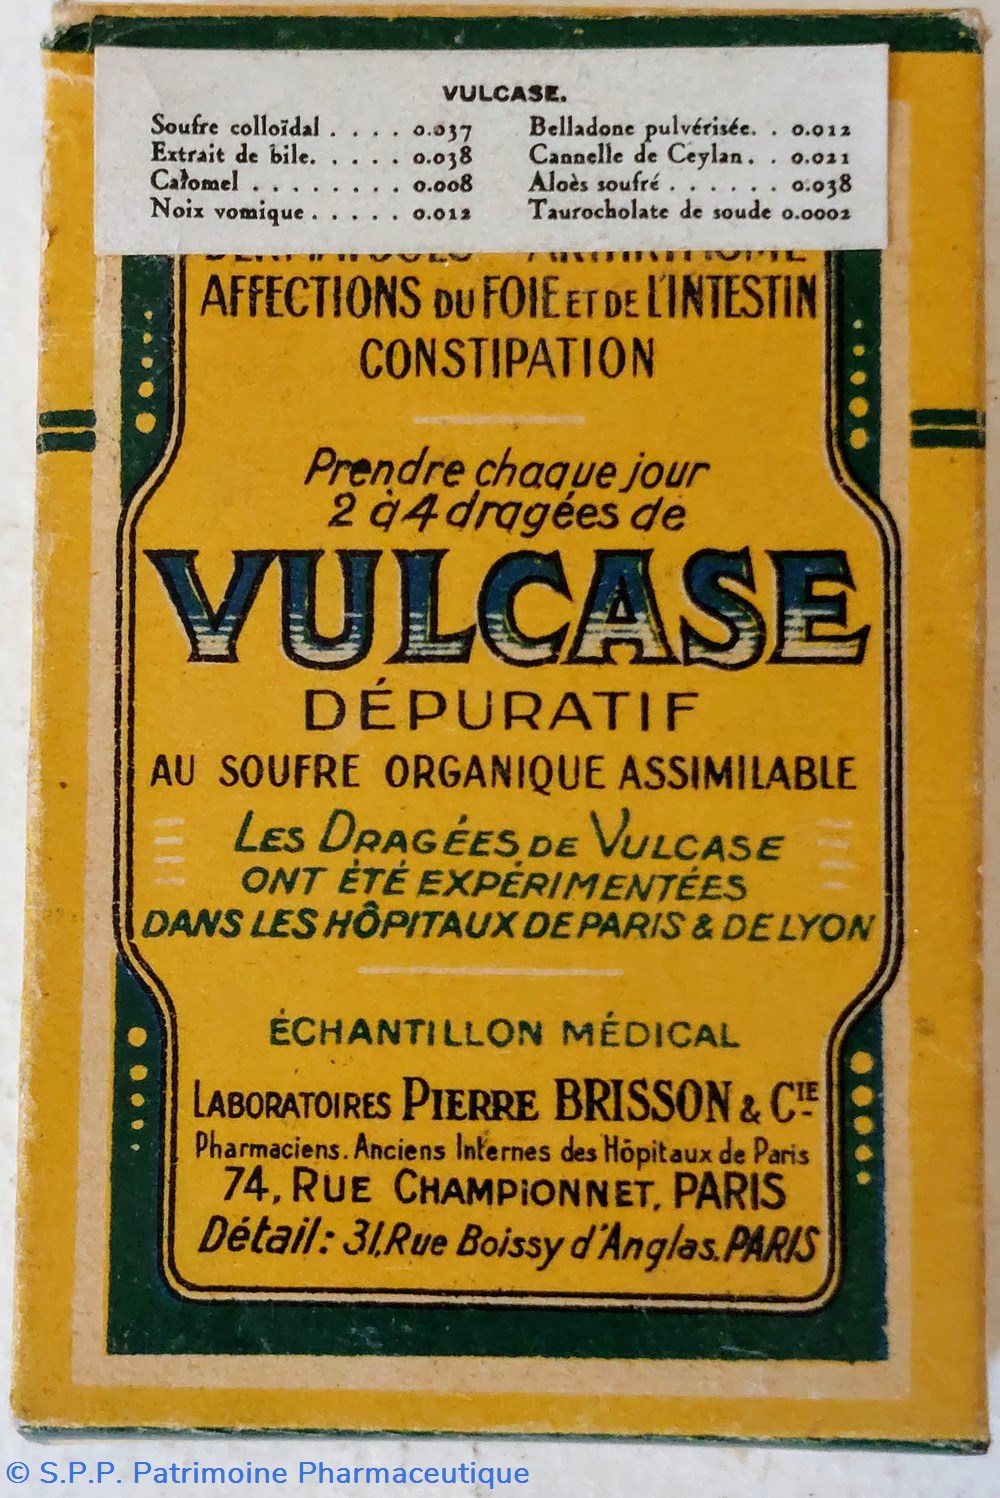 VULCASE.
Soufre colloïdal . . . . 0.037
Extrait de bile. . . . . 0.038
Calomel . . . . . . . . 0.008
Noix vomique . . . . . 0.012
Belladone pulvérisée. . 0.012
Cannelle de Ceylan. . 0.021
Aloès soufré . . . . . . 0.038
Taurocholate de soude 0.0002
AFFECTIONS DU FOIE ET DE L'INTESTIN
CONSTIPATION
Prendre chaque jour
2 à 4 dragées de
VULCASE
DÉPURATIF
AU SOUFRE ORGANIQUE ASSIMILABLE
LES DRAGÉES DE VULCASE
ONT ÉTÉ EXPÉRIMENTÉES
DANS LES HÔPITAUX DE PARIS & DE LYON
ÉCHANTILLON MÉDICAL
LABORATOIRES PIERRE BRISSON & CIE
Pharmaciens. Anciens Internes des Hôpitaux de Paris
74, RUE CHAMPIONNET, PARIS
Détail: 31, Rue Boissy d'Anglas. PARIS
© S.P.P. Patrimoine Pharmaceutique